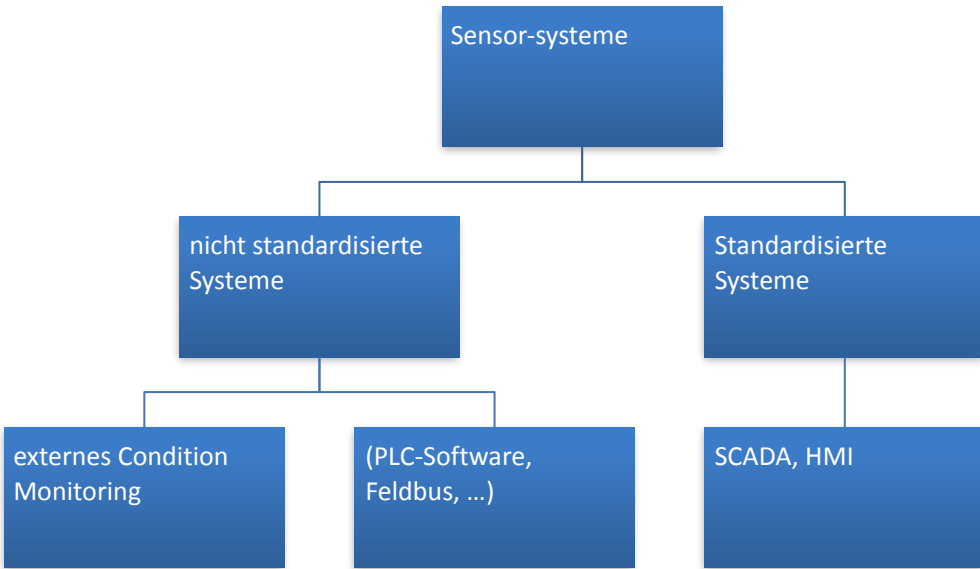 Sensor-systeme
nicht standardisierte
Systeme
Standardisierte
Systeme
externes Condition
Monitoring
(PLC-Software,
Feldbus, …)
SCADA, HMI